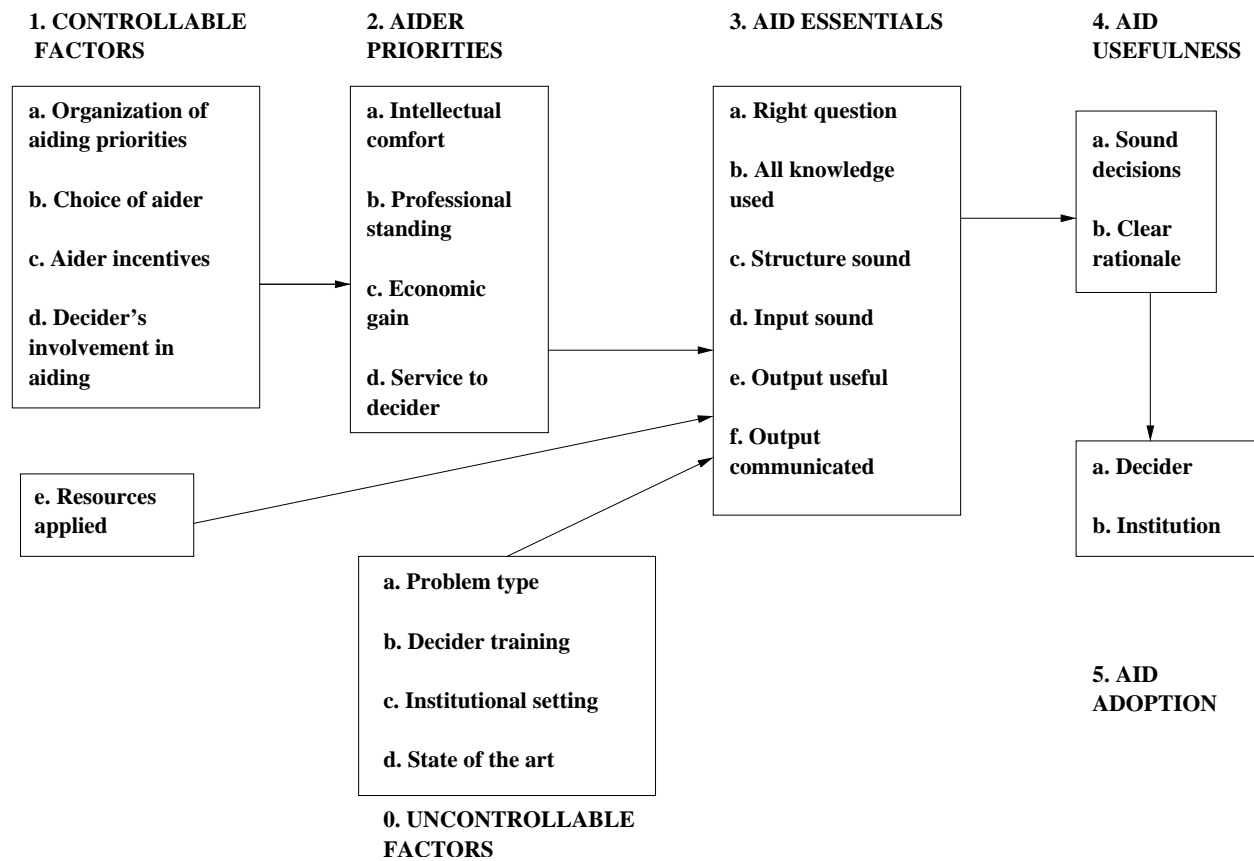 1. CONTROLLABLE
FACTORS
a. Organization of
aiding priorities
b. Choice of aider
c. Aider incentives
d. Decider’s
involvement in
aiding
e. Resources
applied
2. AIDER
PRIORITIES
a. Intellectual
comfort
b. Professional
standing
c. Economic
gain
d. Service to
decider
a. Problem type
b. Decider training
c. Institutional setting
d. State of the art
0. UNCONTROLLABLE
FACTORS
3. AID ESSENTIALS
a. Right question
b. All knowledge
used
c. Structure sound
d. Input sound
e. Output useful
f. Output
communicated
4. AID
USEFULNESS
a. Sound
decisions
b. Clear
rationale
a. Decider
b. Institution
5. AID
ADOPTION